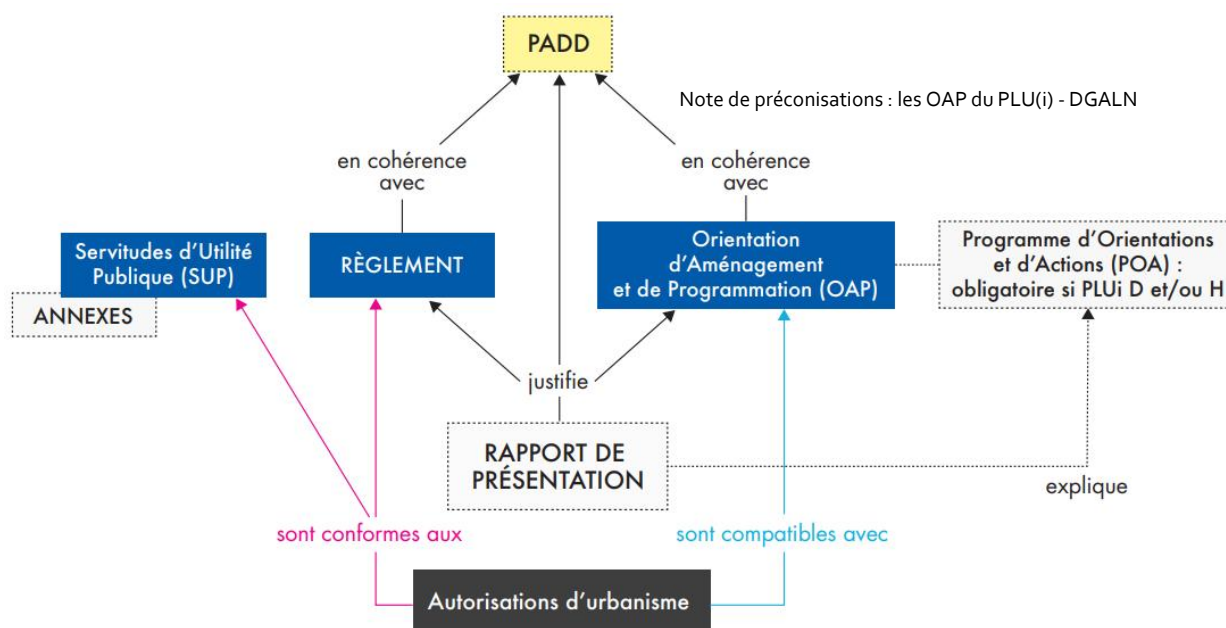 PADD
Note de préconisations : les OAP du PLU(i) - DGALN
en cohérence
avec
en cohérence
avec
Servitudes d'Utilité
Publique (SUP)
ANNEXES
RÈGLEMENT
Orientation
d'Aménagement
et de Programmation (OAP)
Programme d'Orientations
et d'Actions (POA) :
obligatoire si PLUi D et/ou H
justifie
RAPPORT DE
PRÉSENTATION
explique
sont conformes aux
sont compatibles avec
Autorisations d'urbanisme